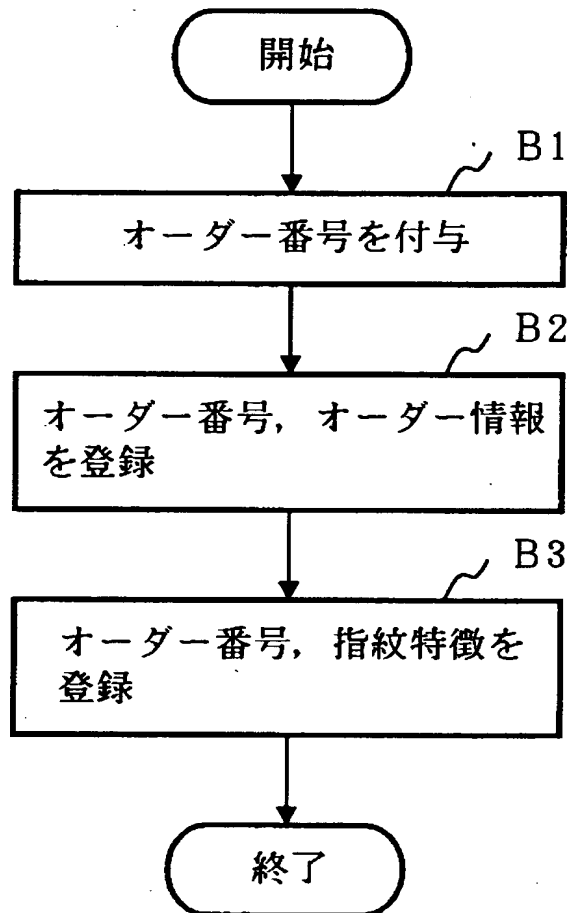 開始
B1
オーダー番号を付与
B2
オーダー番号，オーダー情報
を登録
B3
オーダー番号，指紋特徴を
登録
終了